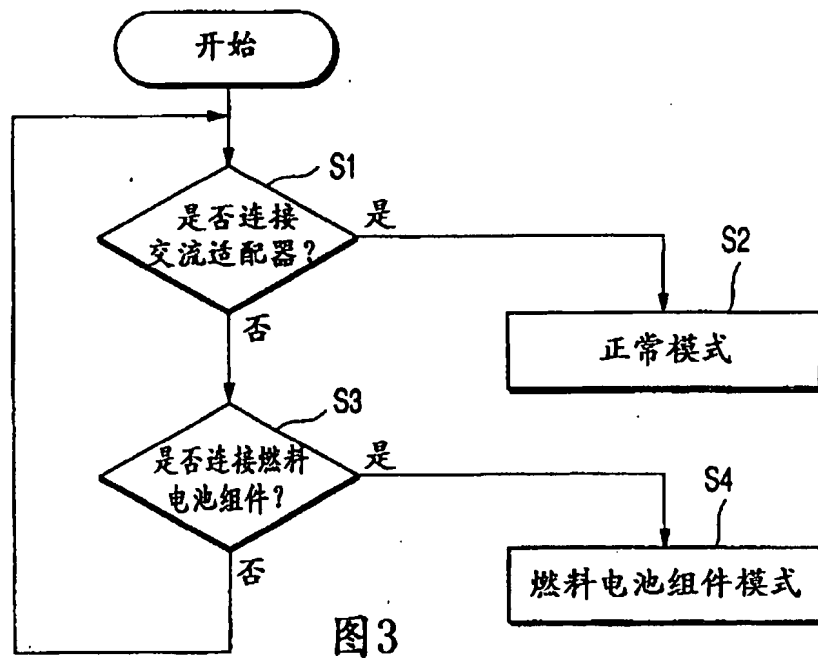 开始
S1
是否连接
交流适配器?
是
否
S2
正常模式
S3
是否连接燃料
电池组件?
是
否
S4
燃料电池组件模式
图3